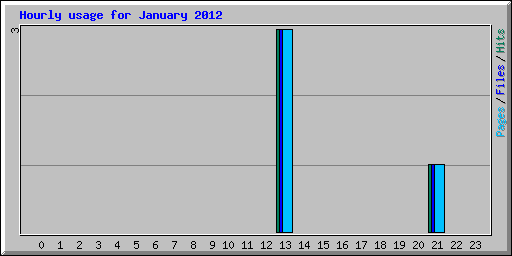 Hourly usage for January 2012
3
Pages/Files/Hits
0 1 2 3 4 5 6 7 8 9 10 11 12 13 14 15 16 17 18 19 20 21 22 23